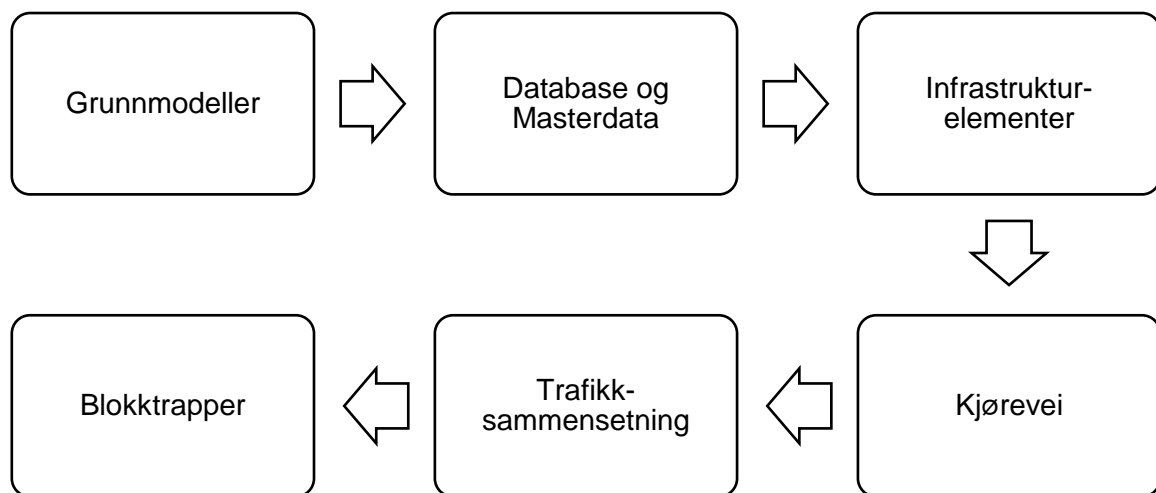 Grunnmodeller
Database og
Masterdata
Infrastruktur-
elementer
Kjørevei
Trafikk-
sammensetning
Blokktrapper